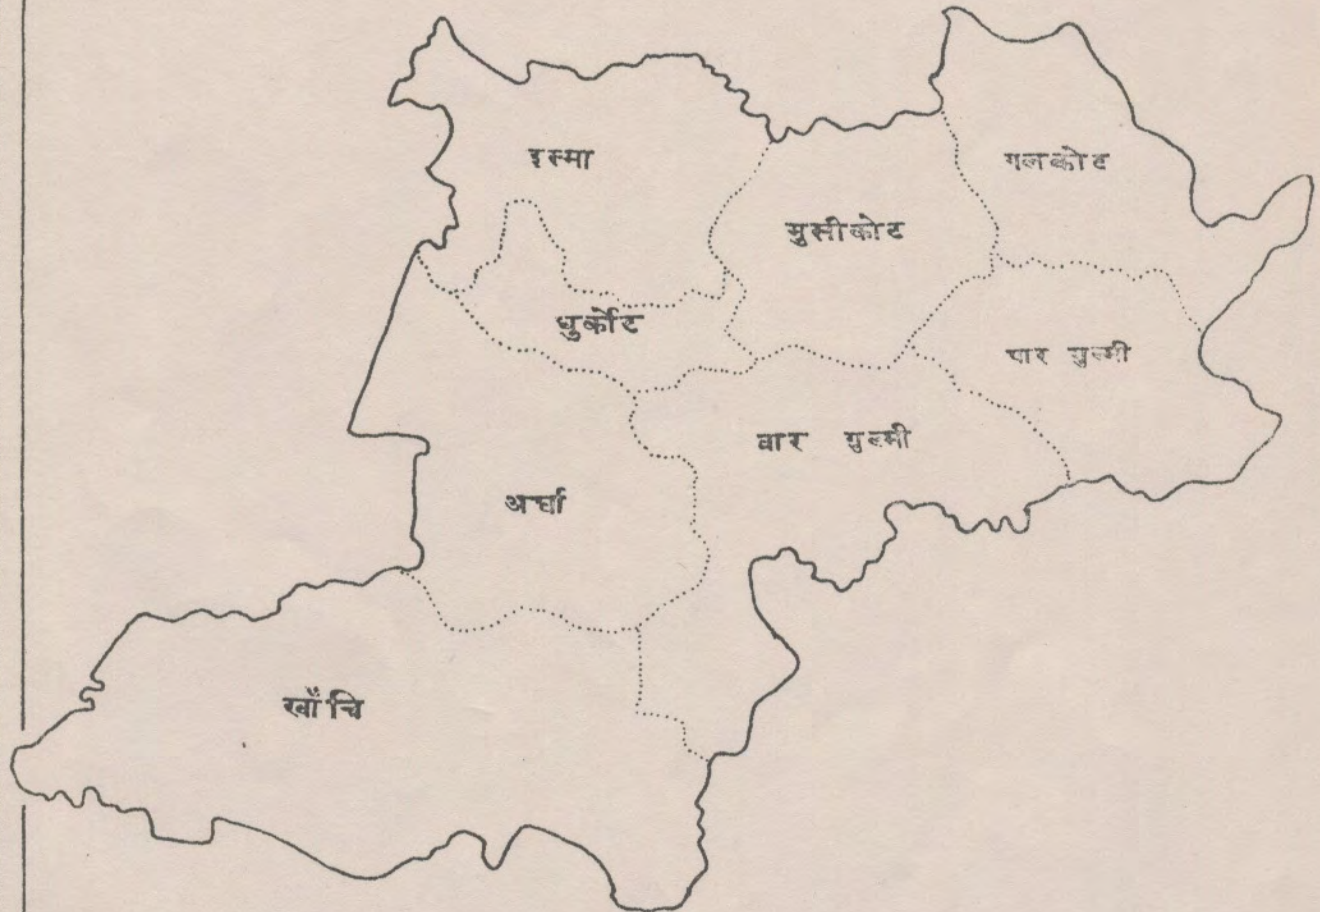 इस्मा
गलकोट
मुसीकोट
धुर्कोट
पार गुल्मी
वार गुल्मी
अर्घा
खाँचि